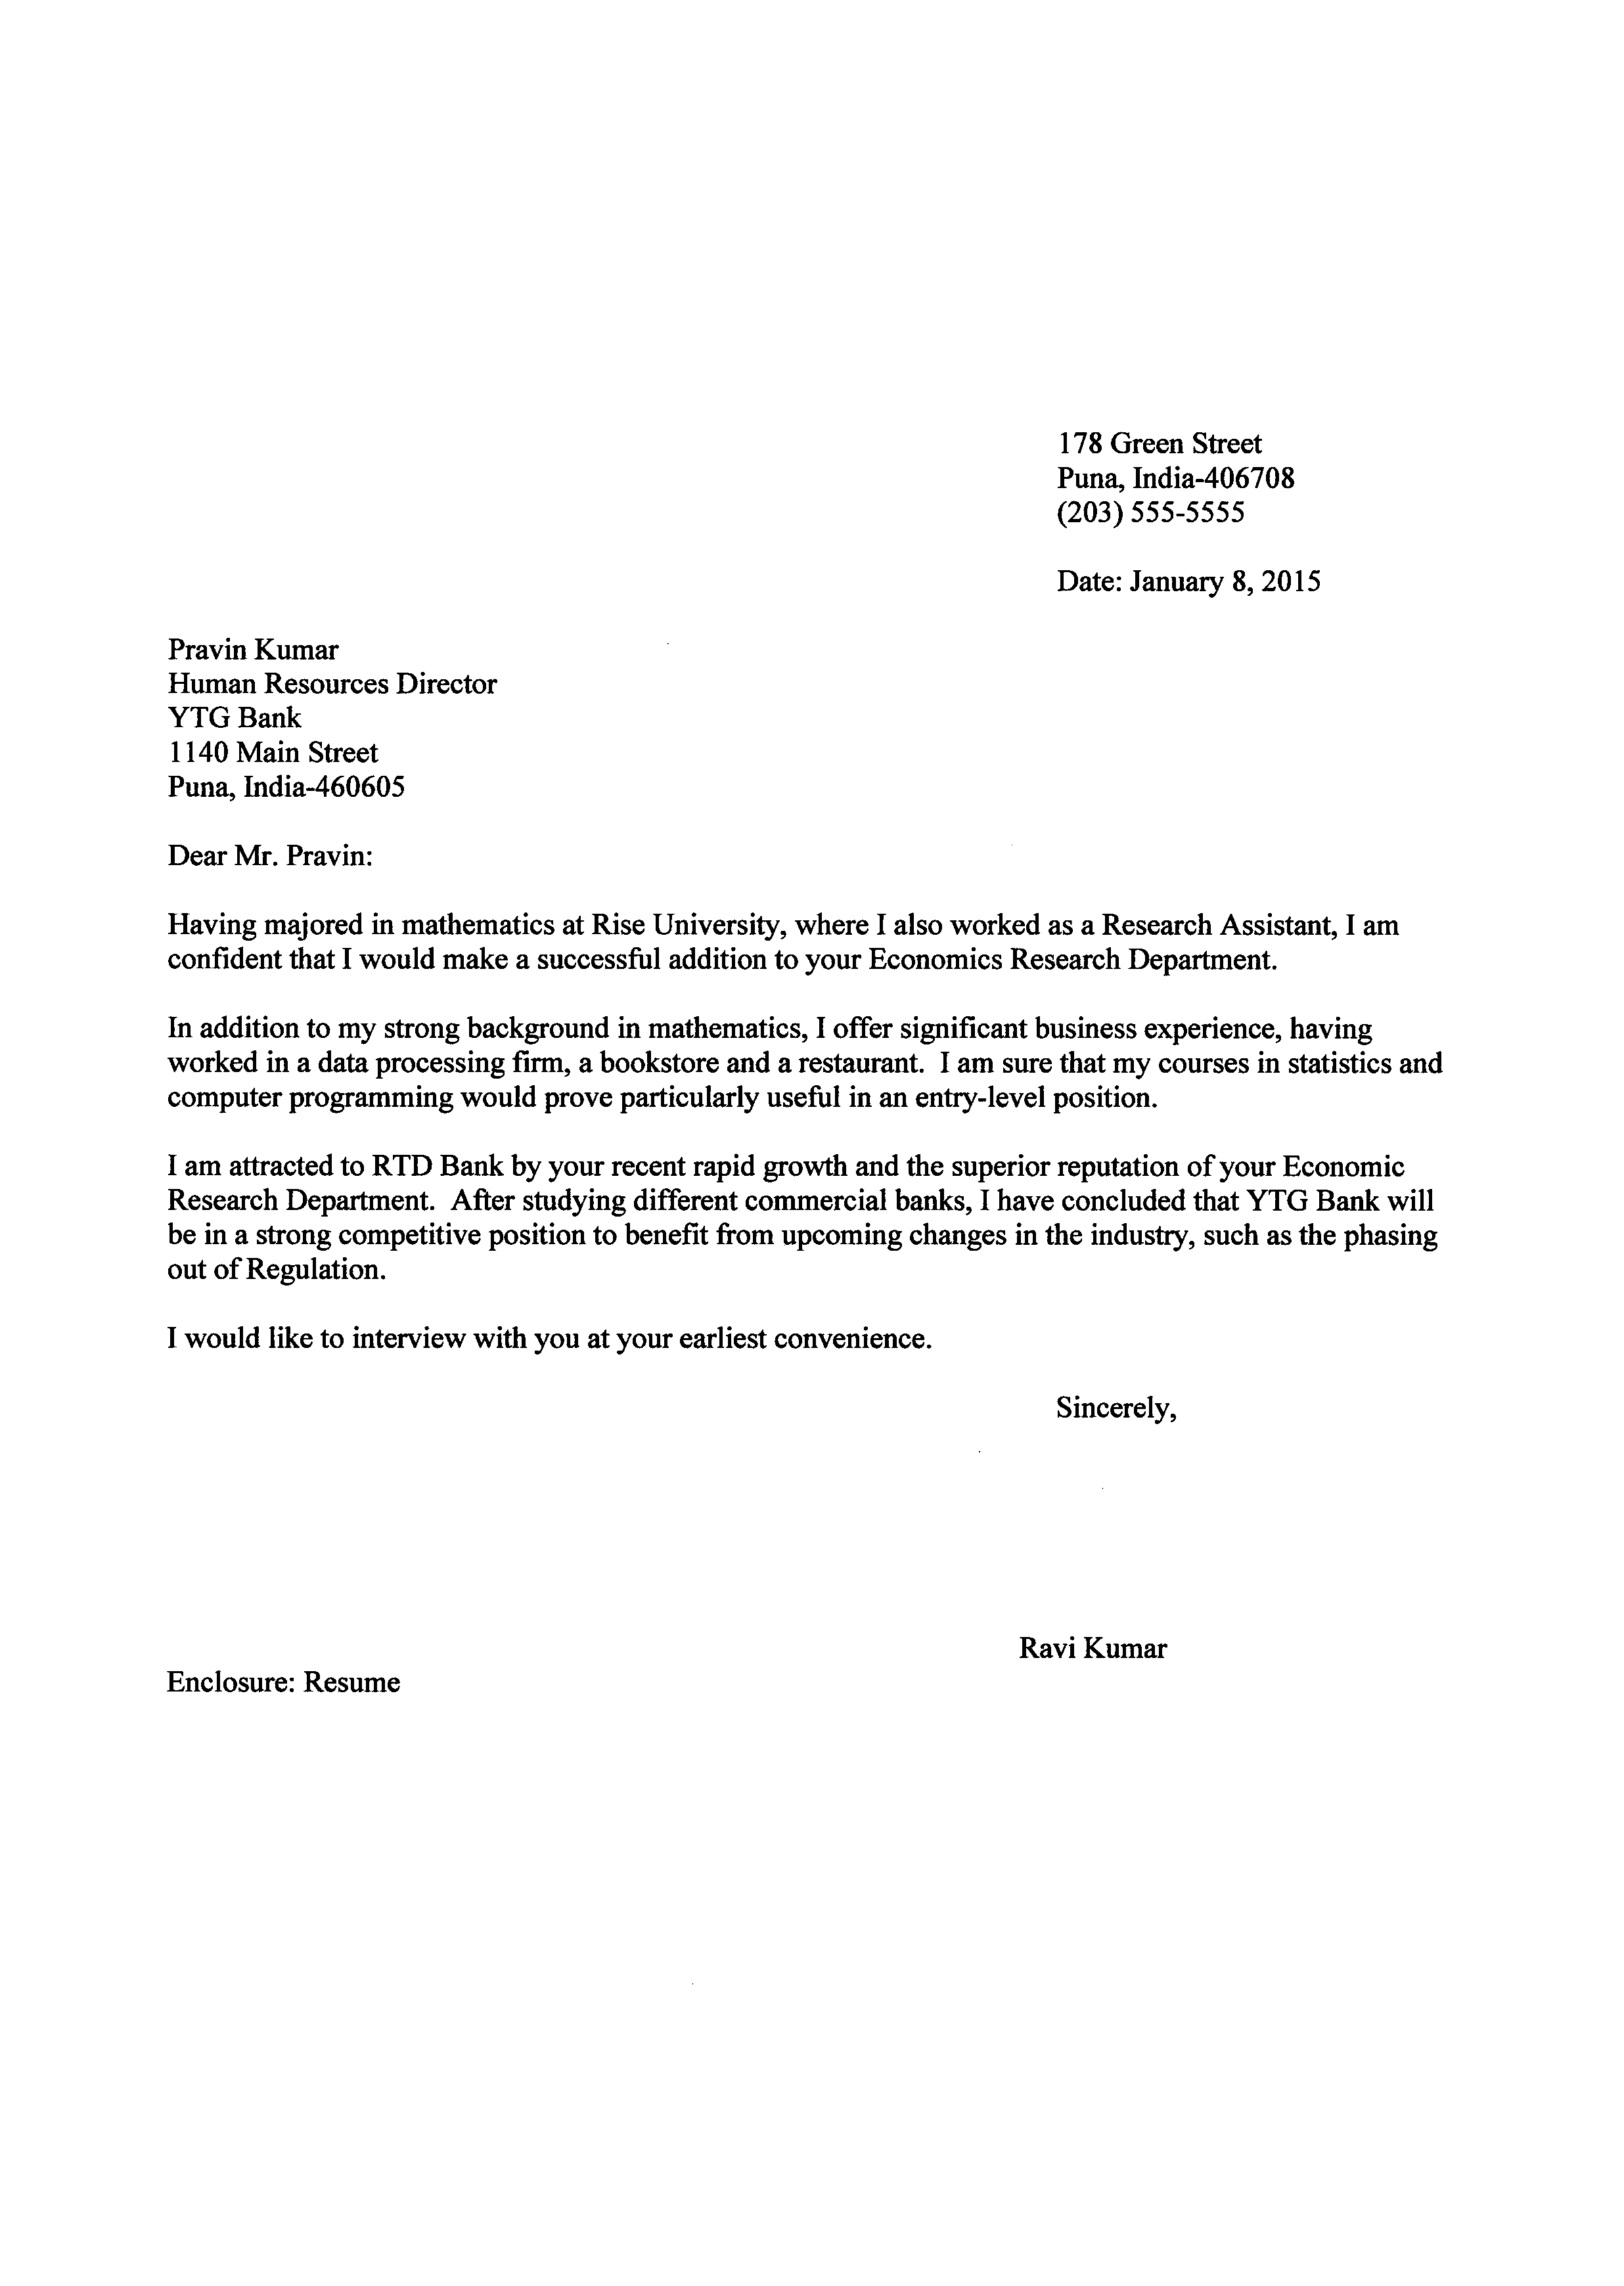 178 Green Street
Puna, India-406708
(203) 555-5555
Date: January 8, 2015
Pravin Kumar
Human Resources Director
YTG Bank
1140 Main Street
Puna, India-460605
Dear Mr. Pravin:
Having majored in mathematics at Rise University, where I also worked as a Research Assistant, I am
confident that I would make a successful addition to your Economics Research Department.
In addition to my strong background in mathematics, I offer significant business experience, having
worked in a data processing firm, a bookstore and a restaurant.  I am sure that my courses in statistics and
computer programming would prove particularly useful in an entry-level position.
I am attracted to RTD Bank by your recent rapid growth and the superior reputation of your Economic
Research Department.  After studying different commercial banks, I have concluded that YTG Bank will
be in a strong competitive position to benefit from upcoming changes in the industry, such as the phasing
out of Regulation.
I would like to interview with you at your earliest convenience.
Sincerely,
Ravi Kumar
Enclosure: Resume